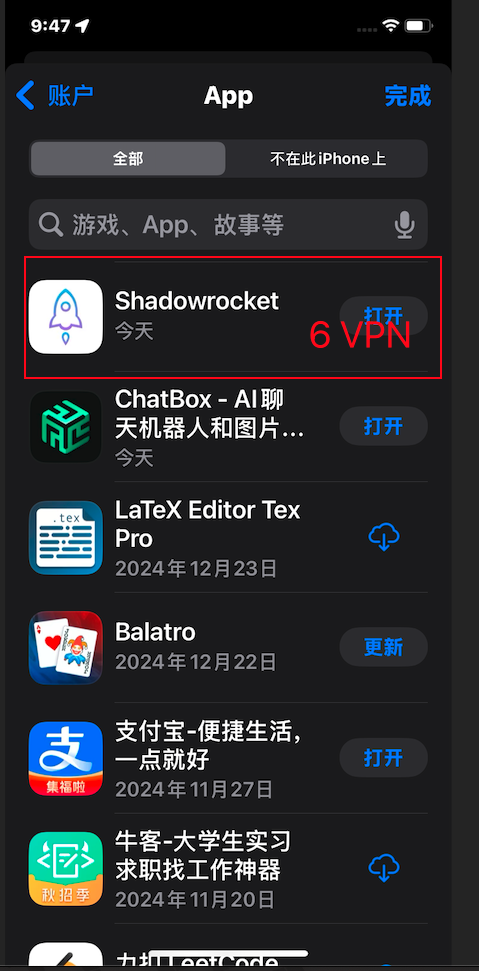 9:47
账户
App
完成
全部
不在此 iPhone 上
游戏、App、故事等
Shadowrocket
今天
打开
6 VPN
ChatBox - AI聊
天机器人和图片...
今天
打开
.tex
LaTeX Editor Tex
Pro
2024年12月23日
Balatro
2024年12月22日
更新
支
集福啦
支付宝-便捷生活，
一点就好
2024年11月27日
打开
秋招季
牛客-大学生实习
求职找工作神器
2024年11月20日
力扣 LeetCode